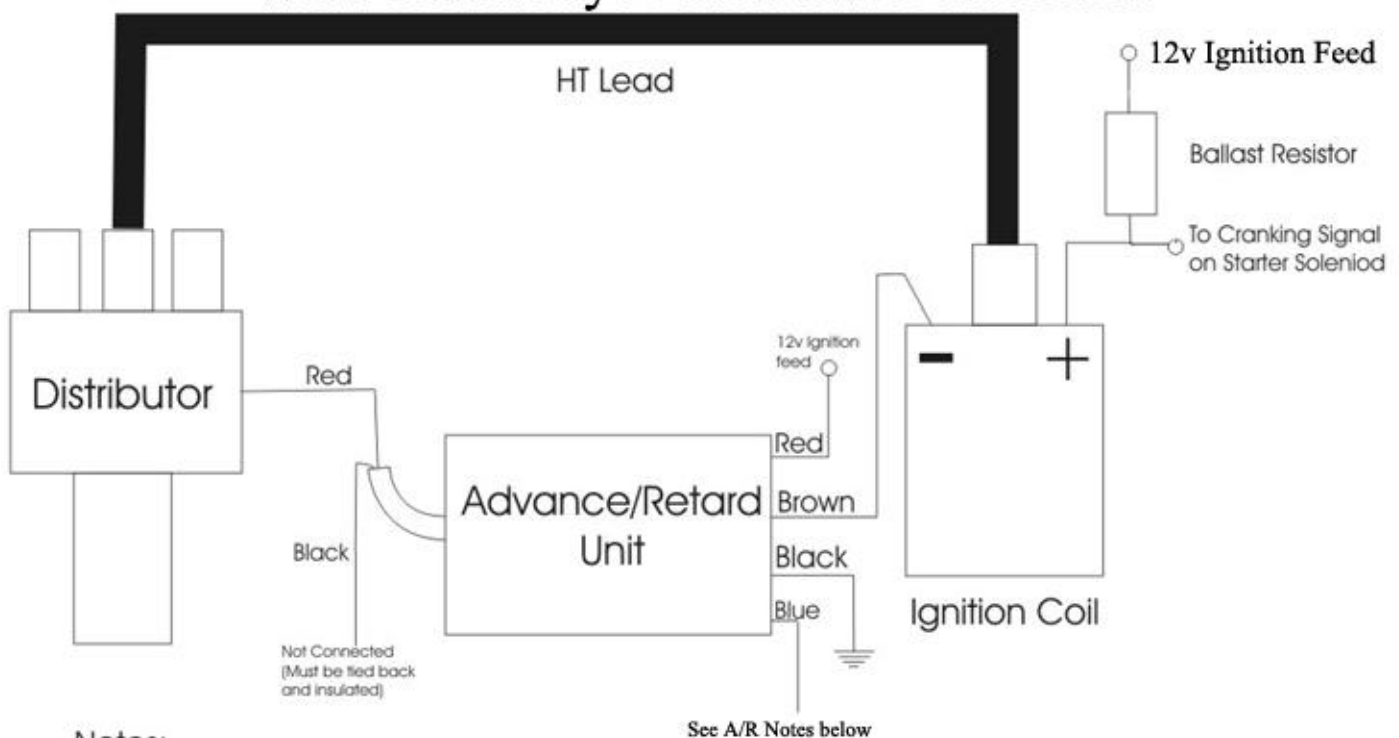 HT Lead
12v Ignition Feed
Ballast Resistor
To Cranking Signal
on Starter Soleniod
Distributor
Red
Black
Not Connected
(Must be tied back
and insulated)
Advance/Retard
Unit
12v Ignition
feed
Red
Brown
Black
Blue
See A/R Notes below
− +
Ignition Coil
Notes: